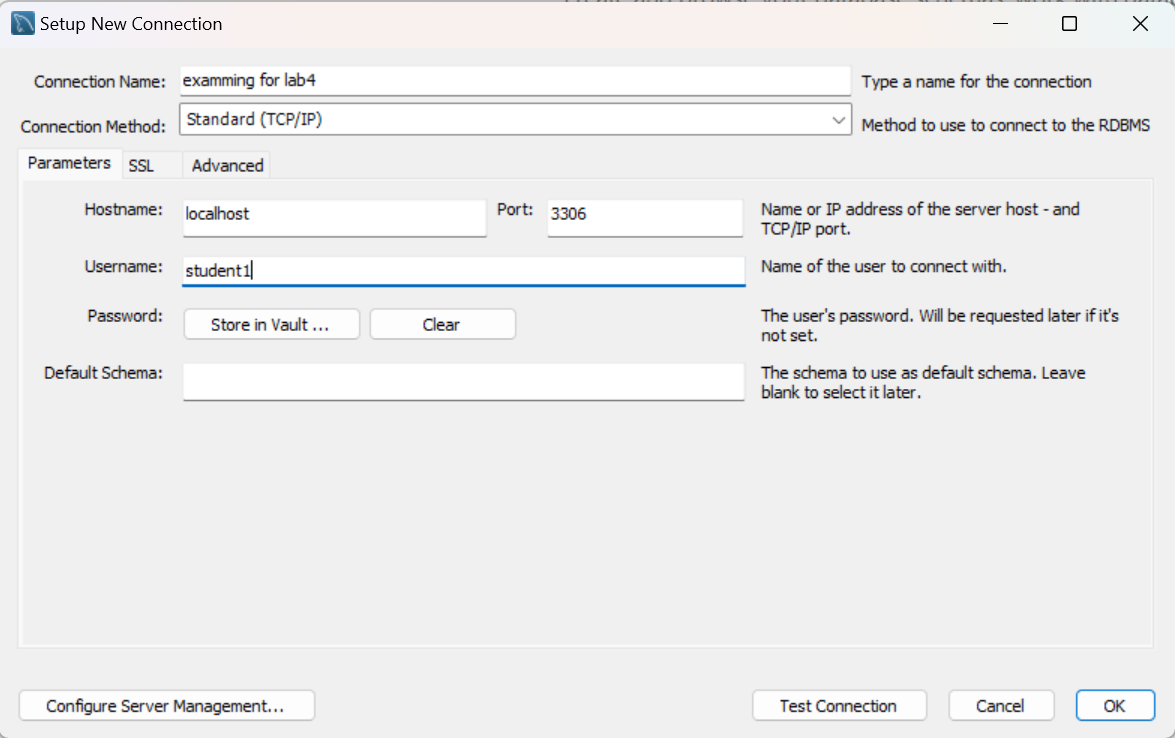 Setup New Connection
Connection Name: examming for lab4 Type a name for the connection
Connection Method: Standard (TCP/IP) Method to use to connect to the RDBMS
Parameters SSL Advanced
Hostname: localhost Port: 3306 Name or IP address of the server host - and
TCP/IP port.
Username: student1 Name of the user to connect with.
Password: Store in Vault ... Clear The user's password. Will be requested later if it's
not set.
Default Schema: The schema to use as default schema. Leave
blank to select it later.
Configure Server Management... Test Connection Cancel OK